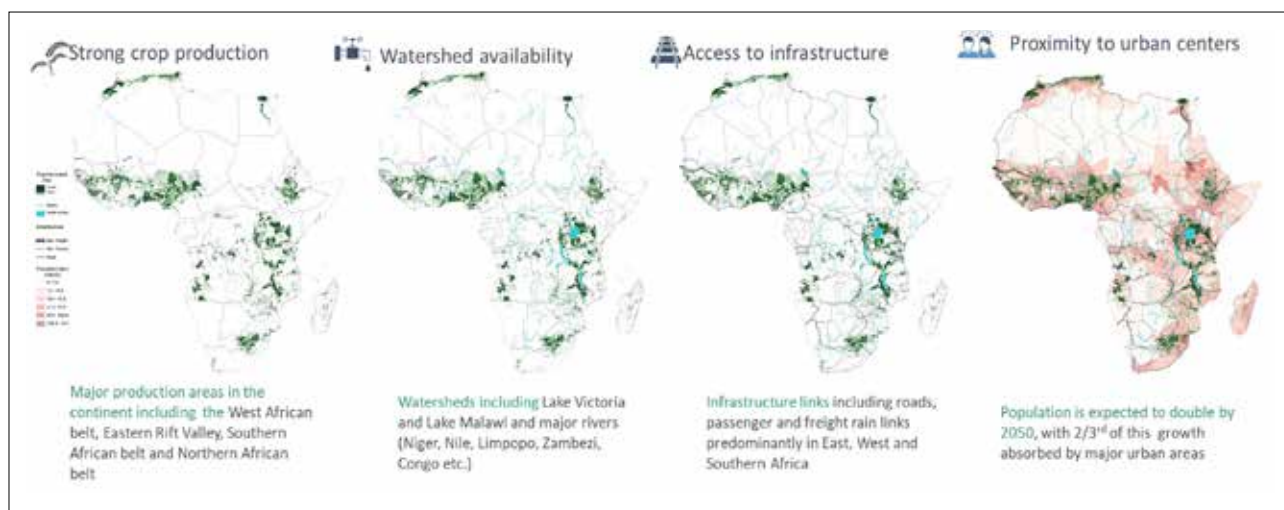 Strong crop production
Watershed availability
Access to infrastructure
Proximity to urban centers
Major production areas in the
continent including the West African
belt, Eastern Rift Valley, Southern
African belt and Northern African
belt
Watersheds including Lake Victoria
and Lake Malawi and major rivers
(Niger, Nile, Limpopo, Zambezi,
Congo etc.)
Infrastructure links including roads,
passenger and freight rain links
predominantly in East, West and
Southern Africa
Population is expected to double by
2050, with 2/3rd of this growth
absorbed by major urban areas